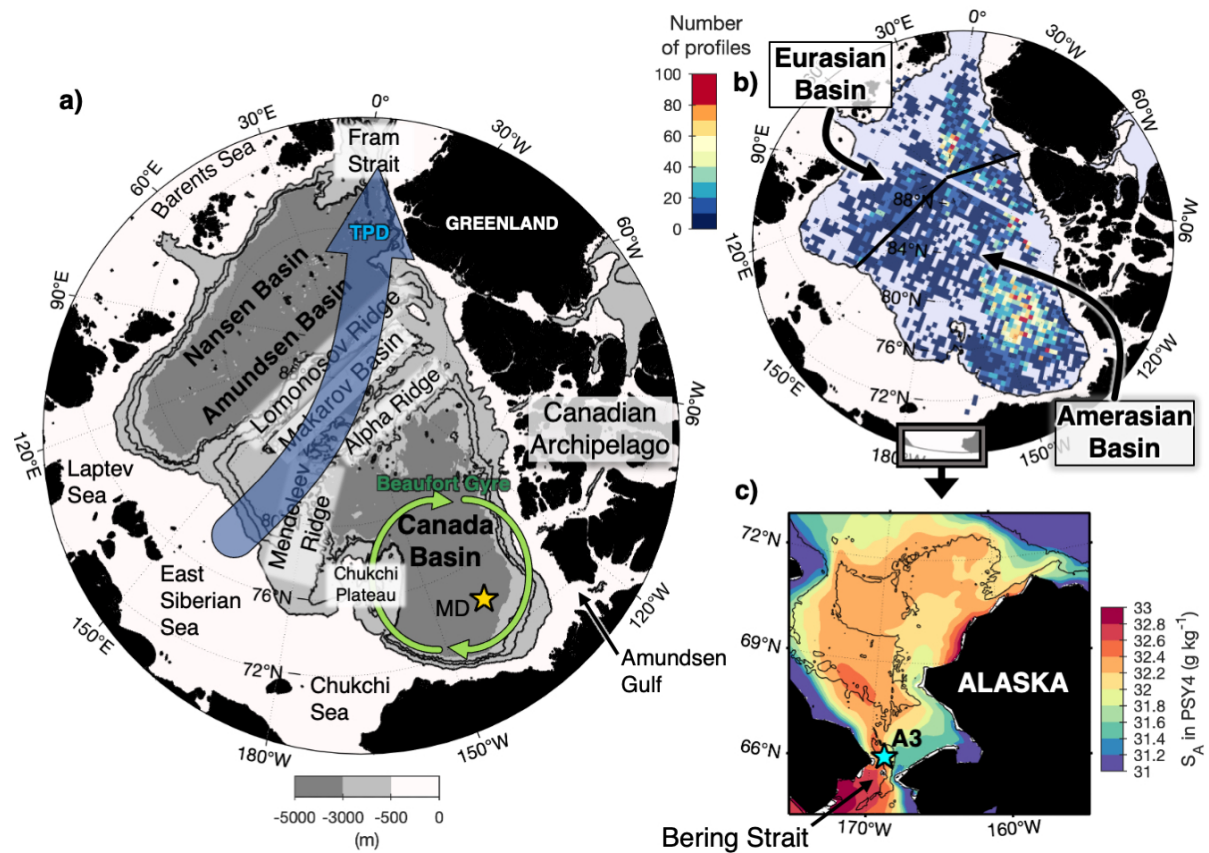 a)
0°
30°E
60°E
90°E
120°E
150°E
180°W
150°W
120°W
90°W
60°W
30°W
Barents Sea
Fram
Strait
GREENLAND
TPD
Nansen Basin
Amundsen Basin
Lomonosov Ridge
Makarov Basin
Alpha Ridge
Mendeleev
Ridge
Canadian
Archipelago
Beaufort Gyre
Canada
Basin
Chukchi
Plateau
MD
Laptev
Sea
East
Siberian
Sea
76°N
72°N
Chukchi
Sea
Amundsen
Gulf
-5000 -3000 -500 0
(m)
Number
of profiles
100
80
60
40
20
0
b)
0°
30°E
30°W
60°W
90°E
90°W
120°E
120°W
150°E
150°W
Eurasian
Basin
88°N
84°N
80°N
76°N
72°N
Amerasian
Basin
c)
72°N
69°N
66°N
170°W
160°W
ALASKA
A3
Bering Strait
33
32.8
32.4
32.2
32
31.8
31.6
31.4
31.2
31
S_A in PSY4 (g kg⁻¹)